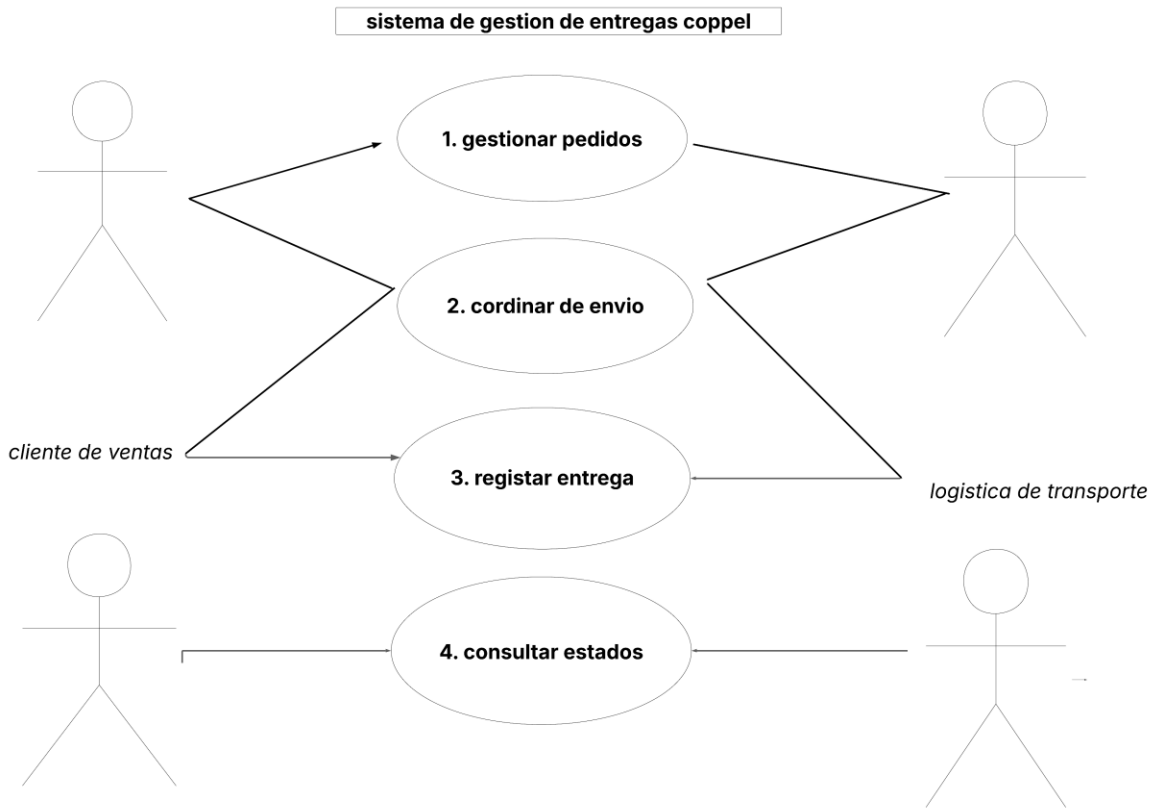 sistema de gestion de entregas coppel
1. gestionar pedidos
2. cordinar de envio
cliente de ventas
3. registar entrega
logistica de transporte
4. consultar estados